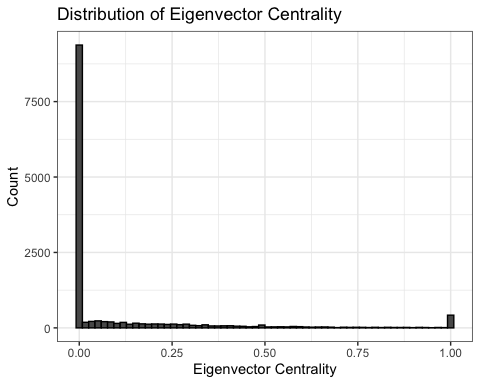 Distribution of Eigenvector Centrality
Count
7500
5000
2500
0
0.00 0.25 0.50 0.75 1.00
Eigenvector Centrality